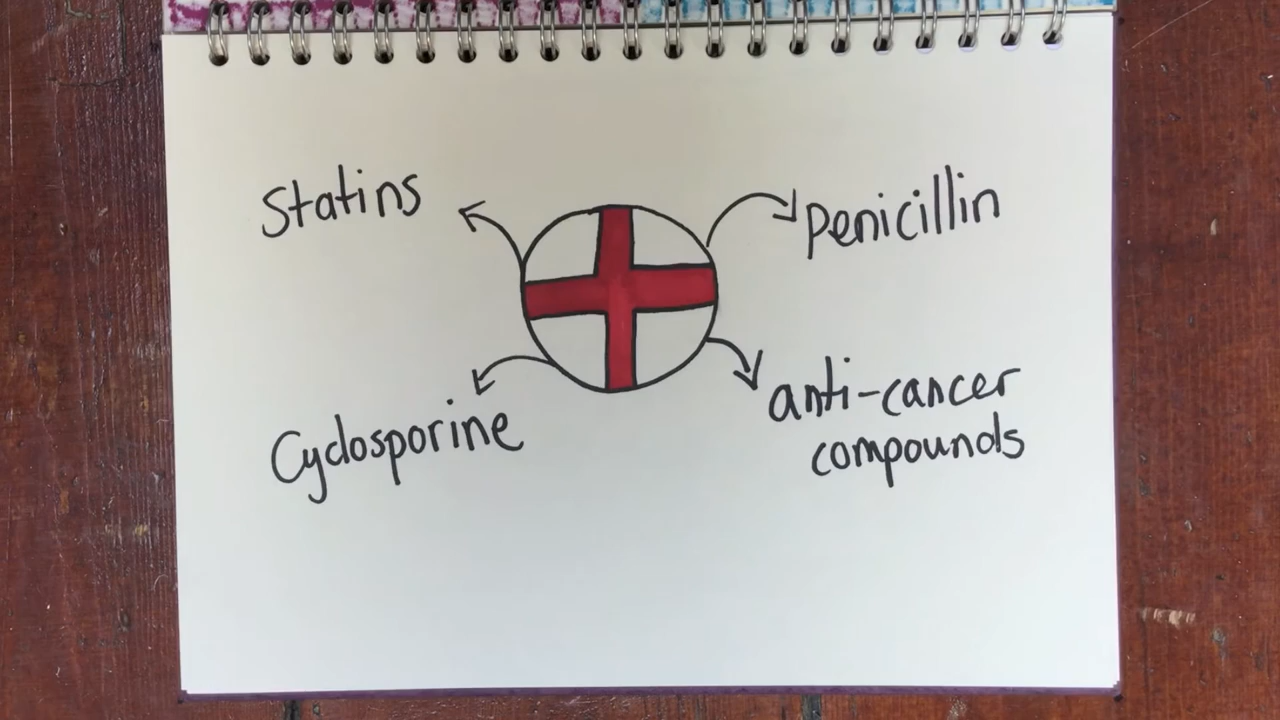 Statins
penicillin
Cyclosporine
anti-cancer
compounds